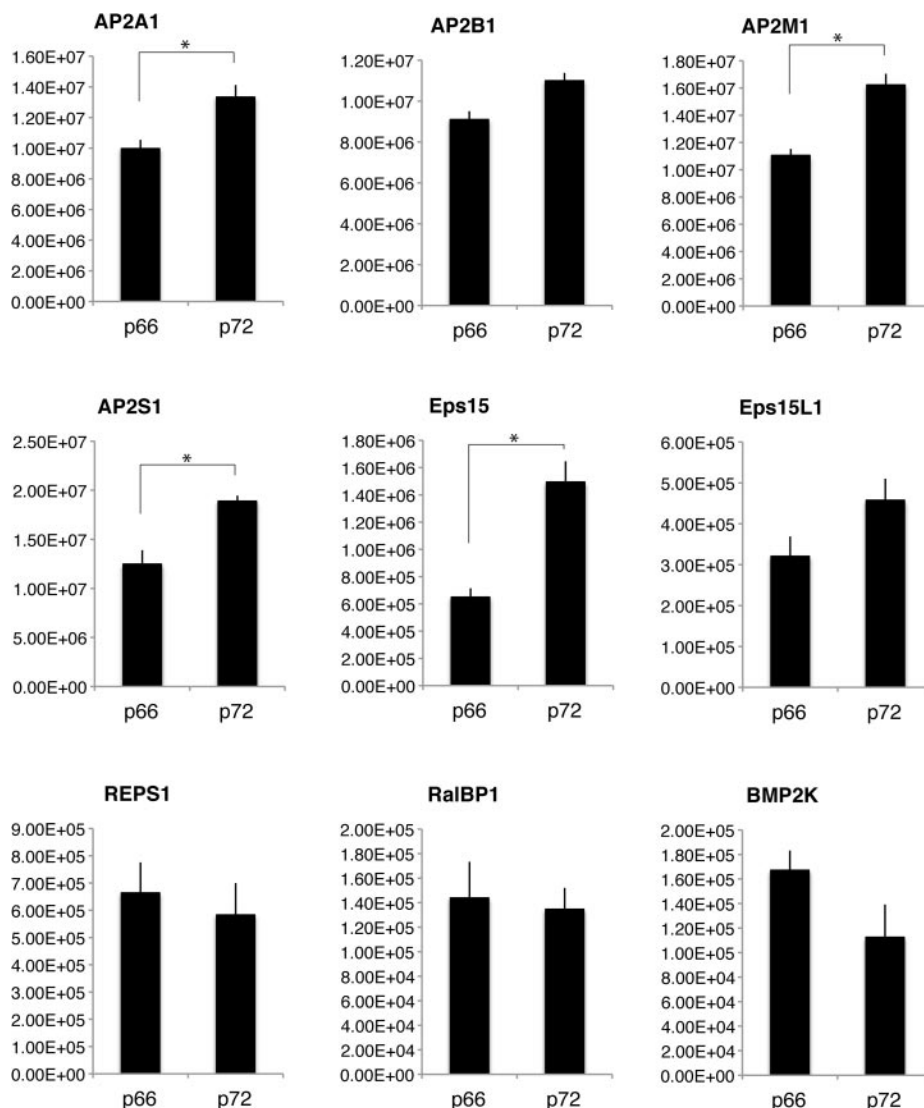 AP2A1
*
1.60E+07
1.40E+07
1.20E+07
1.00E+07
8.00E+06
6.00E+06
4.00E+06
2.00E+06
0.00E+00
p66 p72
AP2B1
1.20E+07
1.00E+07
8.00E+06
6.00E+06
4.00E+06
2.00E+06
0.00E+00
p66 p72
AP2M1
*
1.80E+07
1.60E+07
1.40E+07
1.20E+07
1.00E+07
8.00E+06
6.00E+06
4.00E+06
2.00E+06
0.00E+00
p66 p72
AP2S1
*
2.50E+07
2.00E+07
1.50E+07
1.00E+07
5.00E+06
0.00E+00
p66 p72
Eps15
*
1.80E+06
1.60E+06
1.40E+06
1.20E+06
1.00E+06
8.00E+05
6.00E+05
4.00E+05
2.00E+05
0.00E+00
p66 p72
Eps15L1
6.00E+05
5.00E+05
4.00E+05
3.00E+05
2.00E+05
1.00E+05
0.00E+00
p66 p72
REPS1
9.00E+05
8.00E+05
7.00E+05
6.00E+05
5.00E+05
4.00E+05
3.00E+05
2.00E+05
1.00E+05
0.00E+00
p66 p72
RalBP1
2.00E+05
1.80E+05
1.60E+05
1.40E+05
1.20E+05
1.00E+05
8.00E+04
6.00E+04
4.00E+04
2.00E+04
0.00E+00
p66 p72
BMP2K
2.00E+05
1.80E+05
1.60E+05
1.40E+05
1.20E+05
1.00E+05
8.00E+04
6.00E+04
4.00E+04
2.00E+04
0.00E+00
p66 p72